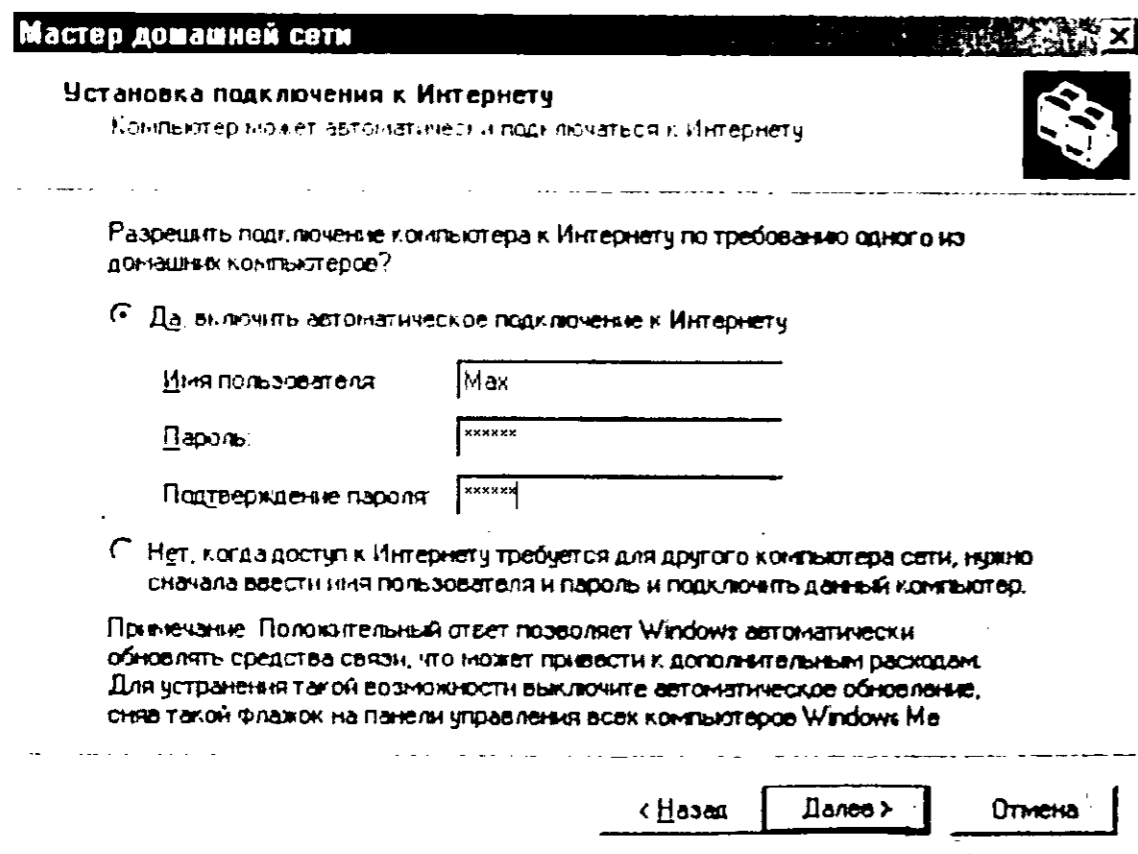 Мастер домашней сети
Установка подключения к Интернету
Компьютер может автоматически подключаться к Интернету
Разрешить подключение компьютера к Интернету по требованию одного из
домашних компьютеров?
Да, включить автоматическое подключение к Интернету
Имя пользователя
Max
Пароль:
××××××
Подтверждение пароля:
××××××
Нет, когда доступ к Интернету требуется для другого компьютера сети, нужно
сначала ввести имя пользователя и пароль и подключить данный компьютер.
Примечание. Положительный ответ позволяет Windows автоматически
обновлять средства связи, что может привести к дополнительным расходам.
Для устранения такой возможности выключите автоматическое обновление,
сняв такой флажок на панели управления всех компьютеров Windows Me
< Назад
Далее >
Отмена